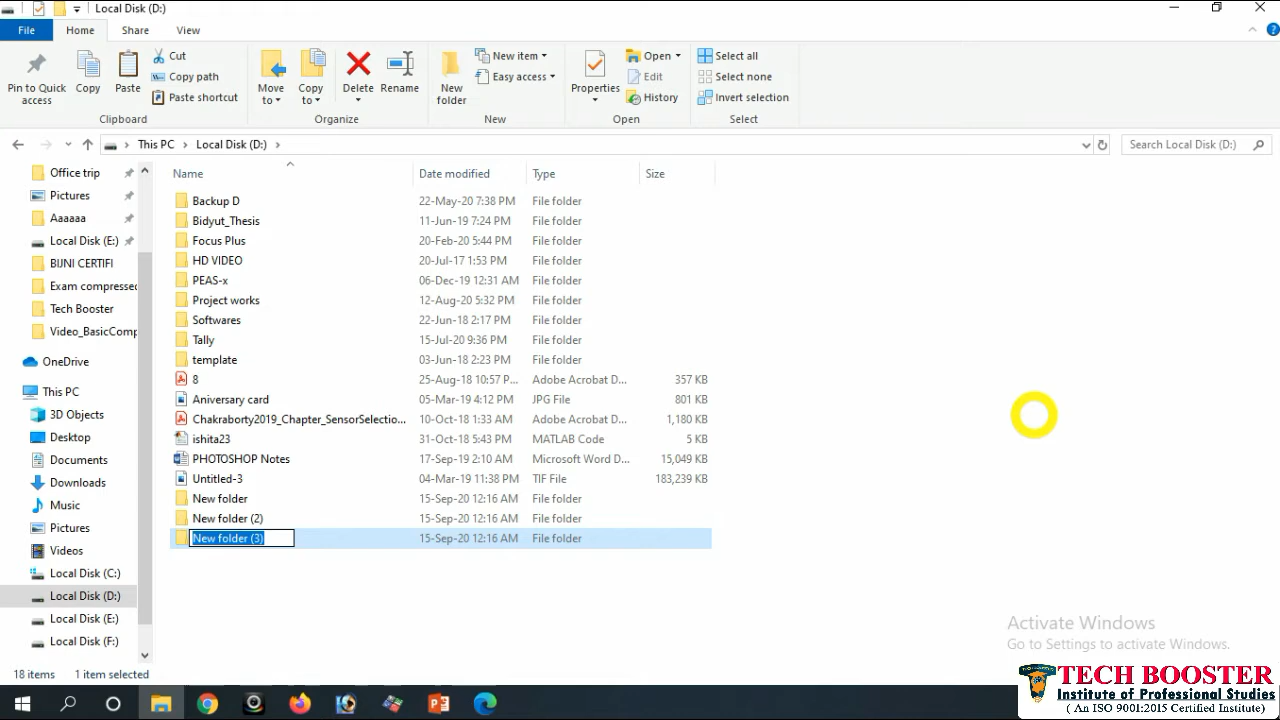 Local Disk (D:)
File Home Share View
Pin to Quick access
Copy
Paste
Cut
Copy path
Paste shortcut
Clipboard
Move to
Copy to
Delete
Rename
Organize
New folder
New item
Easy access
New
Properties
Open
Edit
History
Open
Select all
Select none
Invert selection
Select
This PC Local Disk (D:)
Search Local Disk (D:)
Office trip
Pictures
Aaaaaa
Local Disk (E:)
BIJNI CERTIFI
Exam compressed
Tech Booster
Video_BasicComp
OneDrive
This PC
3D Objects
Desktop
Documents
Downloads
Music
Pictures
Videos
Local Disk (C:)
Local Disk (D:)
Local Disk (E:)
Local Disk (F:)
Name Date modified Type Size
Backup D 22-May-20 7:38 PM File folder
Bidyut_Thesis 11-Jun-19 7:24 PM File folder
Focus Plus 20-Feb-20 5:44 PM File folder
HD VIDEO 20-Jul-17 1:53 PM File folder
PEAS-x 06-Dec-19 12:31 AM File folder
Project works 12-Aug-20 5:32 PM File folder
Softwares 22-Jun-18 2:17 PM File folder
Tally 15-Jul-20 9:36 PM File folder
template 03-Jun-18 2:23 PM File folder
8 25-Aug-18 10:57 P... Adobe Acrobat D... 357 KB
Aniversary card 05-Mar-19 4:12 PM JPG File 801 KB
Chakraborty2019_Chapter_SensorSelectio... 10-Oct-18 1:33 AM Adobe Acrobat D... 1,180 KB
ishita23 31-Oct-18 5:43 PM MATLAB Code 5 KB
PHOTOSHOP Notes 17-Sep-19 2:10 AM Microsoft Word D... 15,049 KB
Untitled-3 04-Mar-19 11:38 PM TIF File 183,239 KB
New folder 15-Sep-20 12:16 AM File folder
New folder (2) 15-Sep-20 12:16 AM File folder
New folder (3) 15-Sep-20 12:16 AM File folder
Activate Windows
Go to Settings to activate Windows.
18 items 1 item selected
TECH BOOSTER
Institute of Professional Studies
( An ISO 9001:2015 Certified Institute)